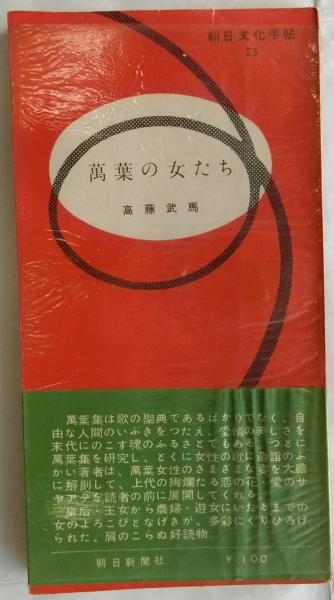 朝日文化手帖
23
萬葉の女たち
高藤武馬
萬葉集は歌の聖典であるばかりでなく、自
由な人間のいぶきをつたえ、愛情の美しさを
末代にのこす魂のふるさとでもある。つとに
萬葉集を研究し、とくに女性の歌に造詣のふ
かい著者は、萬葉女性のさまざまな姿を大膽
に解剖して、上代の絢爛たる恋の花・愛のサ
ヤアテを読者の前に展開してくれる。
皇后・王女から農婦・遊女にいたるまでの
女のよろこびとなげきが、多彩にくりひろげ
られた、肩のこらぬ好読物。
朝日新聞社
￥100